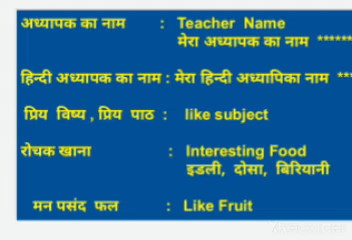 अध्यापक का नाम : Teacher Name
मेरा अध्यापक का नाम ******
हिन्दी अध्यापक का नाम : मेरा हिन्दी अध्यापिका नाम **
प्रिय विष्य , प्रिय पाठ : like subject
रोचक खाना : Interesting Food
इडली, दोसा, बिरियानी
मन पसंद फल : Like Fruit